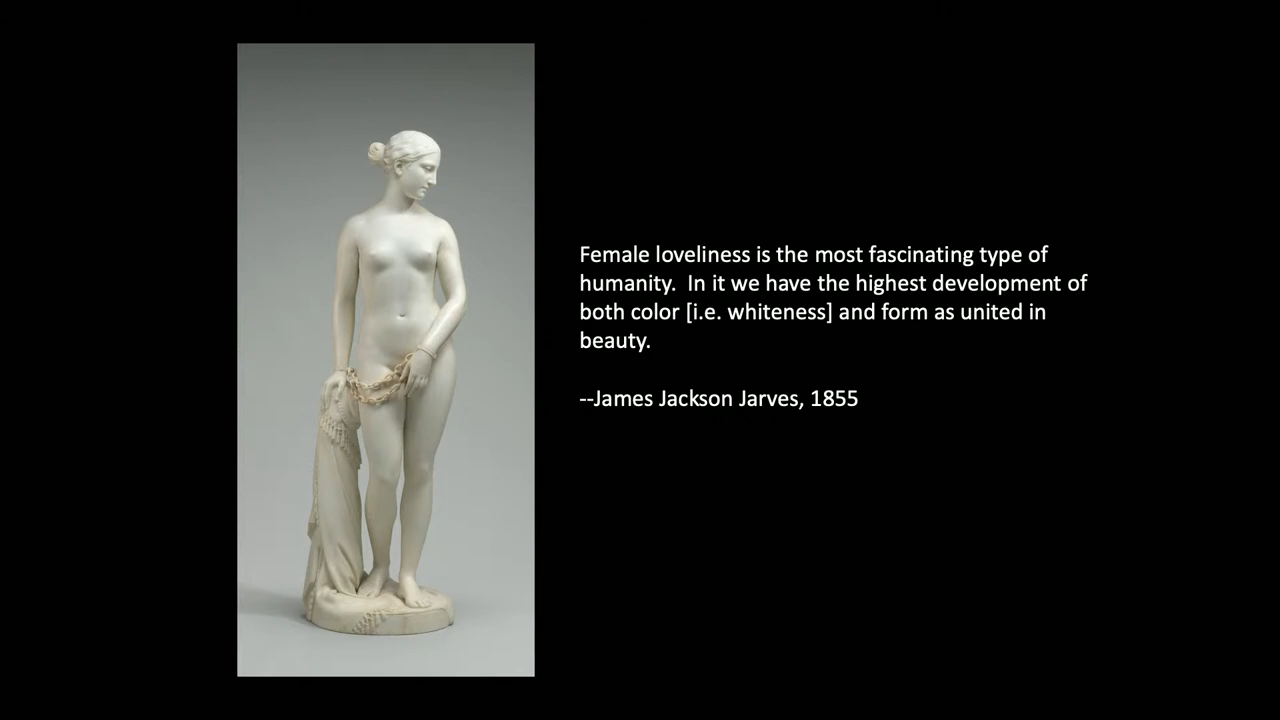 Female loveliness is the most fascinating type of
humanity.  In it we have the highest development of
both color [i.e. whiteness] and form as united in
beauty.
--James Jackson Jarves, 1855